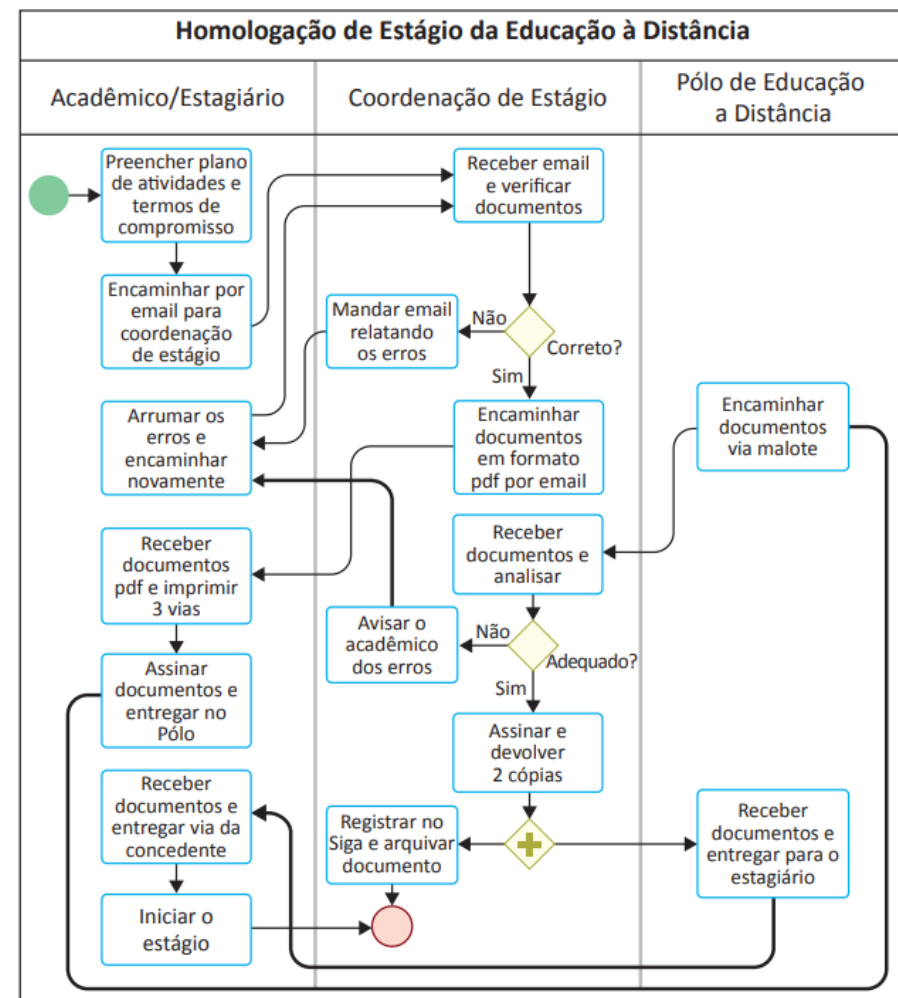 Homologação de Estágio da Educação à Distância
Acadêmico/Estagiário
Coordenação de Estágio
Pólo de Educação
a Distância
Preencher plano
de atividades e
termos de
compromisso
Receber email
e verificar
documentos
Encaminhar por
email para
coordenação
de estágio
Mandar email
relatando
os erros
Não
Correto?
Sim
Arrumar os
erros e
encaminhar
novamente
Encaminhar
documentos
em formato
pdf por email
Encaminhar
documentos
via malote
Receber
documentos
pdf e imprimir
3 vias
Receber
documentos e
analisar
Avisar o
acadêmico
dos erros
Não
Adequado?
Sim
Assinar
documentos e
entregar no
Pólo
Assinar e
devolver
2 cópias
Receber
documentos e
entregar via da
concedente
Registrar no
Siga e arquivar
documento
Receber
documentos e
entregar para o
estagiário
Iniciar o
estágio